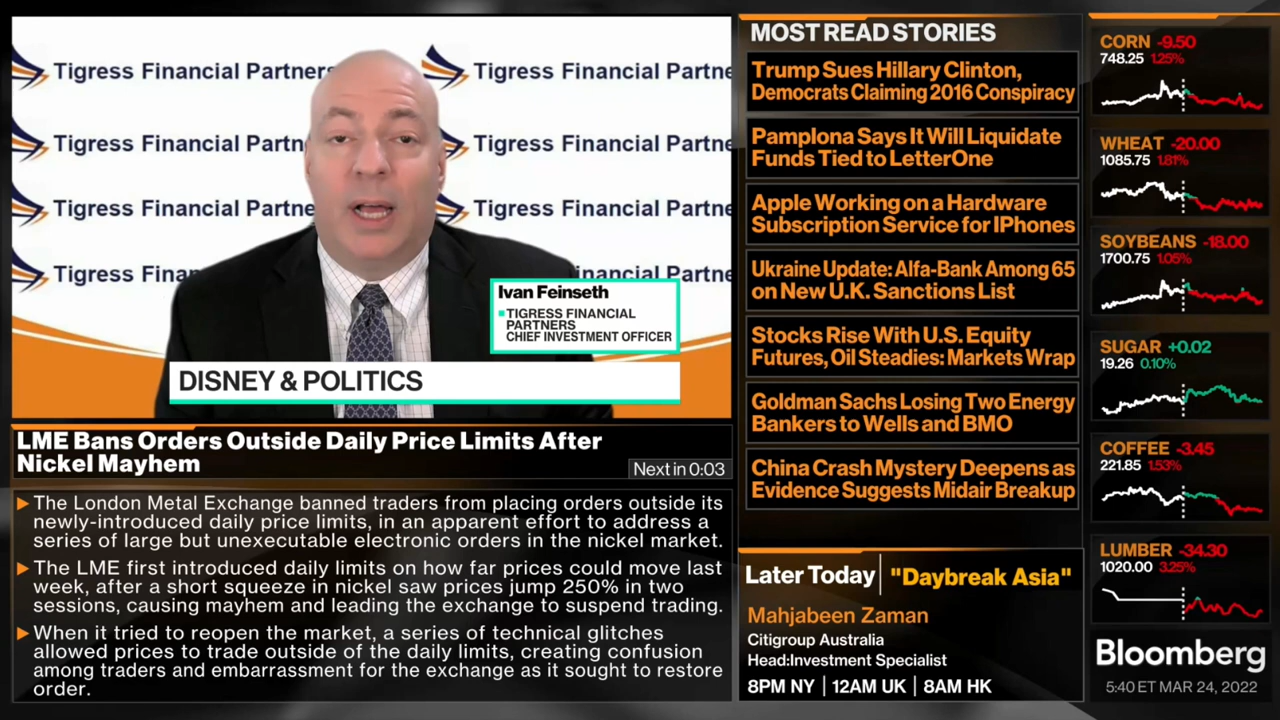 Tigress Financial Partners
Tigress Financial Partne
Tigress Financial Partne
Tigress Financial Partne
Tigress Financial Partne
Tigress Financial Partne
Tigress Finan
inancial Partne
Ivan Feinseth
TIGRESS FINANCIAL
PARTNERS
CHIEF INVESTMENT OFFICER
DISNEY & POLITICS
LME Bans Orders Outside Daily Price Limits After
Nickel Mayhem
Next in 0:03
The London Metal Exchange banned traders from placing orders outside its
newly-introduced daily price limits, in an apparent effort to address a
series of large but unexecutable electronic orders in the nickel market.
The LME first introduced daily limits on how far prices could move last
week, after a short squeeze in nickel saw prices jump 250% in two
sessions, causing mayhem and leading the exchange to suspend trading.
When it tried to reopen the market, a series of technical glitches
allowed prices to trade outside of the daily limits, creating confusion
among traders and embarrassment for the exchange as it sought to restore
order.
MOST READ STORIES
Trump Sues Hillary Clinton,
Democrats Claiming 2016 Conspiracy
Pamplona Says It Will Liquidate
Funds Tied to LetterOne
Apple Working on a Hardware
Subscription Service for IPhones
Ukraine Update: Alfa-Bank Among 65
on New U.K. Sanctions List
Stocks Rise With U.S. Equity
Futures, Oil Steadies: Markets Wrap
Goldman Sachs Losing Two Energy
Bankers to Wells and BMO
China Crash Mystery Deepens as
Evidence Suggests Midair Breakup
Later Today "Daybreak Asia"
Mahjabeen Zaman
Citigroup Australia
Head:Investment Specialist
8PM NY | 12AM UK | 8AM HK
CORN -9.50
748.25 1.25%
WHEAT -20.00
1085.75 1.81%
SOYBEANS -18.00
1700.75 1.05%
SUGAR +0.02
19.26 0.10%
COFFEE -3.45
221.85 1.53%
LUMBER -34.30
1020.00 3.25%
Bloomberg
5:40 ET MAR 24, 2022